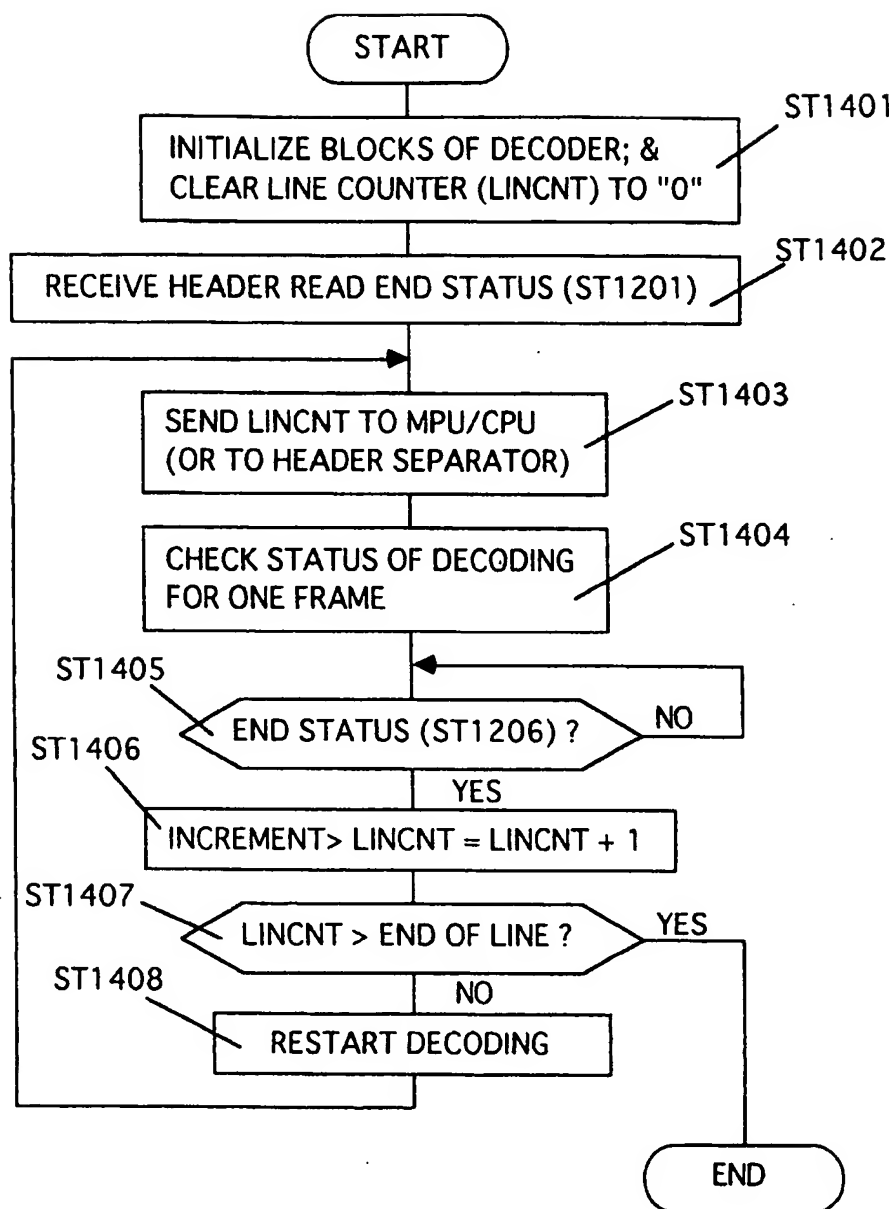 START
ST1401
INITIALIZE BLOCKS OF DECODER; &
CLEAR LINE COUNTER (LINCNT) TO "0"
ST1402
RECEIVE HEADER READ END STATUS (ST1201)
ST1403
SEND LINCNT TO MPU/CPU
(OR TO HEADER SEPARATOR)
ST1404
CHECK STATUS OF DECODING
FOR ONE FRAME
ST1405
END STATUS (ST1206) ?
NO
YES
ST1406
INCREMENT> LINCNT = LINCNT + 1
ST1407
LINCNT > END OF LINE ?
YES
NO
ST1408
RESTART DECODING
END